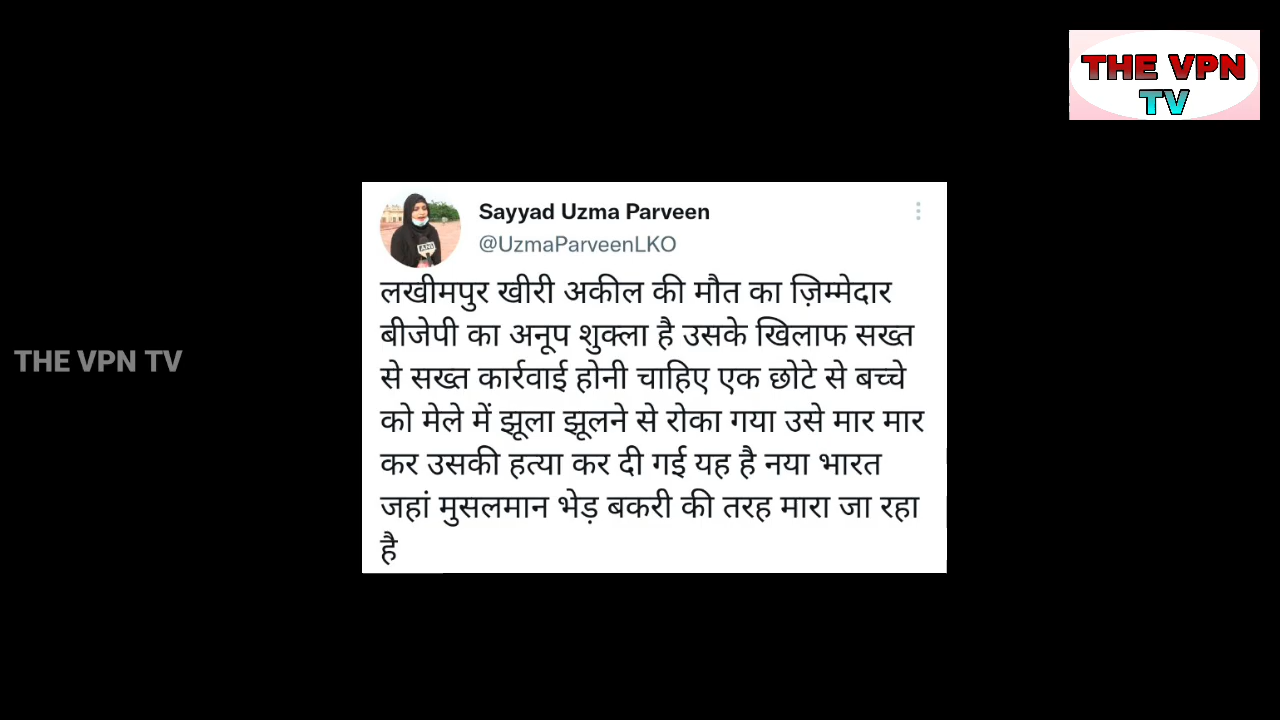 THE VPN
TV
Sayyad Uzma Parveen
@UzmaParveenLKO
लखीमपुर खीरी अकील की मौत का ज़िम्मेदार
बीजेपी का अनूप शुक्ला है उसके खिलाफ सख्त
से सख्त कार्रवाई होनी चाहिए एक छोटे से बच्चे
को मेले में झूला झूलने से रोका गया उसे मार मार
कर उसकी हत्या कर दी गई यह है नया भारत
जहां मुसलमान भेड़ बकरी की तरह मारा जा रहा
है
THE VPN TV